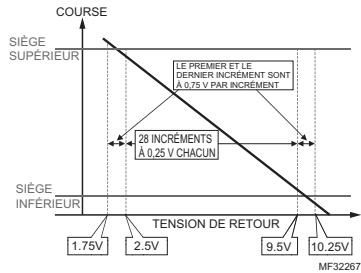 COURSE
SIÈGE
SUPÉRIEUR
LE PREMIER ET LE
DERNIER INCRÉMENT SONT
À 0,75 V PAR INCRÉMENT
28 INCRÉMENTS
À 0,25 V CHACUN
SIÈGE
INFÉRIEUR
TENSION DE RETOUR
1.75V
2.5V
9.5V
10.25V
MF32267